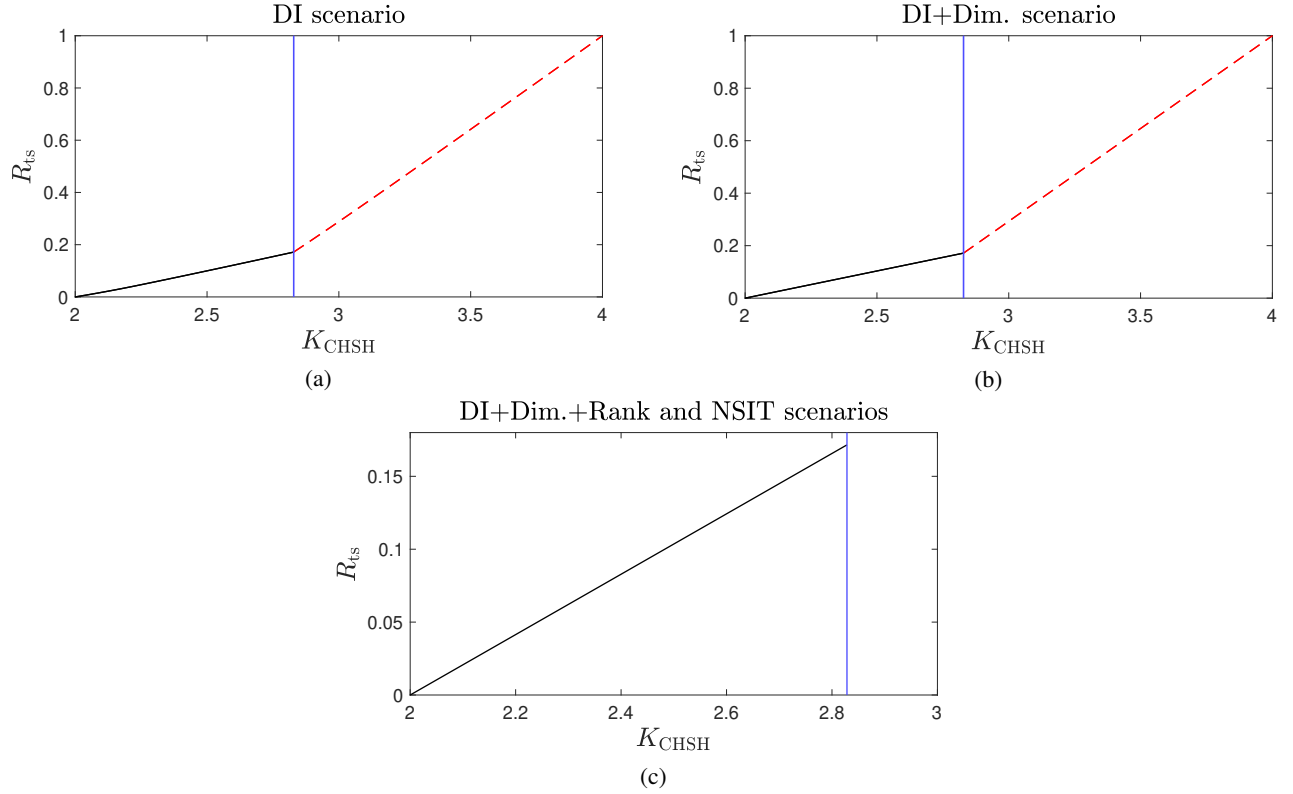 DI scenario
1
0.8
0.6
0.4
0.2
0
R_ts
2 2.5 3 3.5 4
K_CHSH
(a)
DI+Dim. scenario
1
0.8
0.6
0.4
0.2
0
R_ts
2 2.5 3 3.5 4
K_CHSH
(b)
DI+Dim.+Rank and NSIT scenarios
0.15
0.1
0.05
0
R_ts
2 2.2 2.4 2.6 2.8 3
K_CHSH
(c)